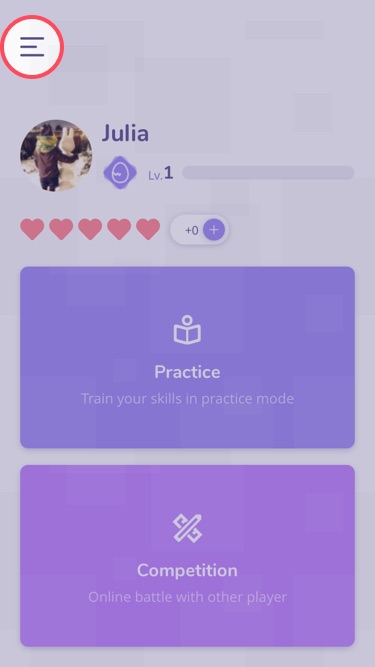 Julia
Lv.1
+0
Practice
Train your skills in practice mode
Competition
Online battle with other player